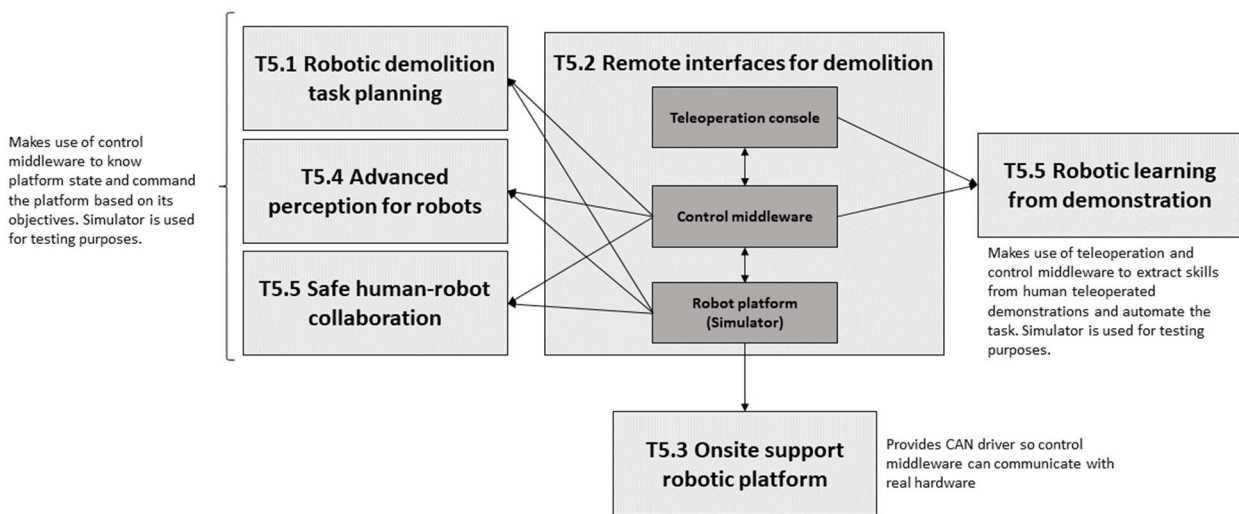 Makes use of control
middleware to know
platform state and command
the platform based on its
objectives. Simulator is used
for testing purposes.
T5.1 Robotic demolition
task planning
T5.4 Advanced
perception for robots
T5.5 Safe human-robot
collaboration
T5.2 Remote interfaces for demolition
Teleoperation console
Control middleware
Robot platform
(Simulator)
T5.5 Robotic learning
from demonstration
Makes use of teleoperation and
control middleware to extract skills
from human teleoperated
demonstrations and automate the
task. Simulator is used for testing
purposes.
T5.3 Onsite support
robotic platform
Provides CAN driver so control
middleware can communicate with
real hardware